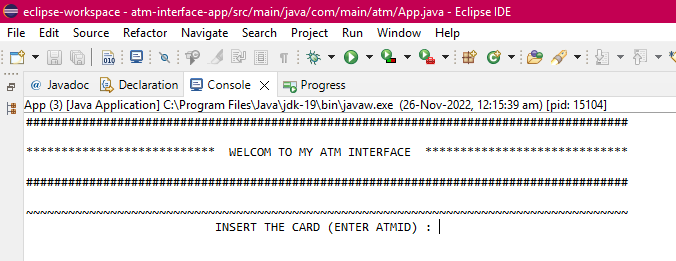 eclipse-workspace - atm-interface-app/src/main/java/com/main/atm/App.java - Eclipse IDE
File Edit Source Refactor Navigate Search Project Run Window Help
010
@ Javadoc Declaration Console Progress
App (3) [Java Application] C:\Program Files\Java\jdk-19\bin\javaw.exe (26-Nov-2022, 12:15:39 am) [pid: 15104]
######################################################################################
*************************** WELCOM TO MY ATM INTERFACE *****************************
######################################################################################
~~~~~~~~~~~~~~~~~~~~~~~~~~~~~~~~~~~~~~~~~~~~~~~~~~~~~~~~~~~~~~~~~~~~~~~~~~~~~~~~~~~~~~
INSERT THE CARD (ENTER ATMID) :